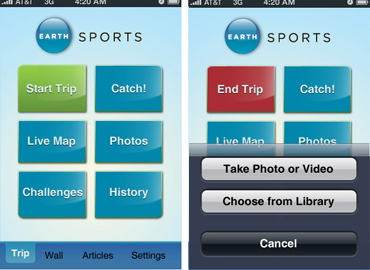 AT&T 3G 4:20 AM
EARTH SPORTS
Start Trip Catch!
Live Map Photos
Challenges History
Trip Wall Articles Settings
AT&T 3G 4:20 AM
EARTH SPORTS
End Trip Catch!
Live Map Photos
Take Photo or Video
Choose from Library
Cancel